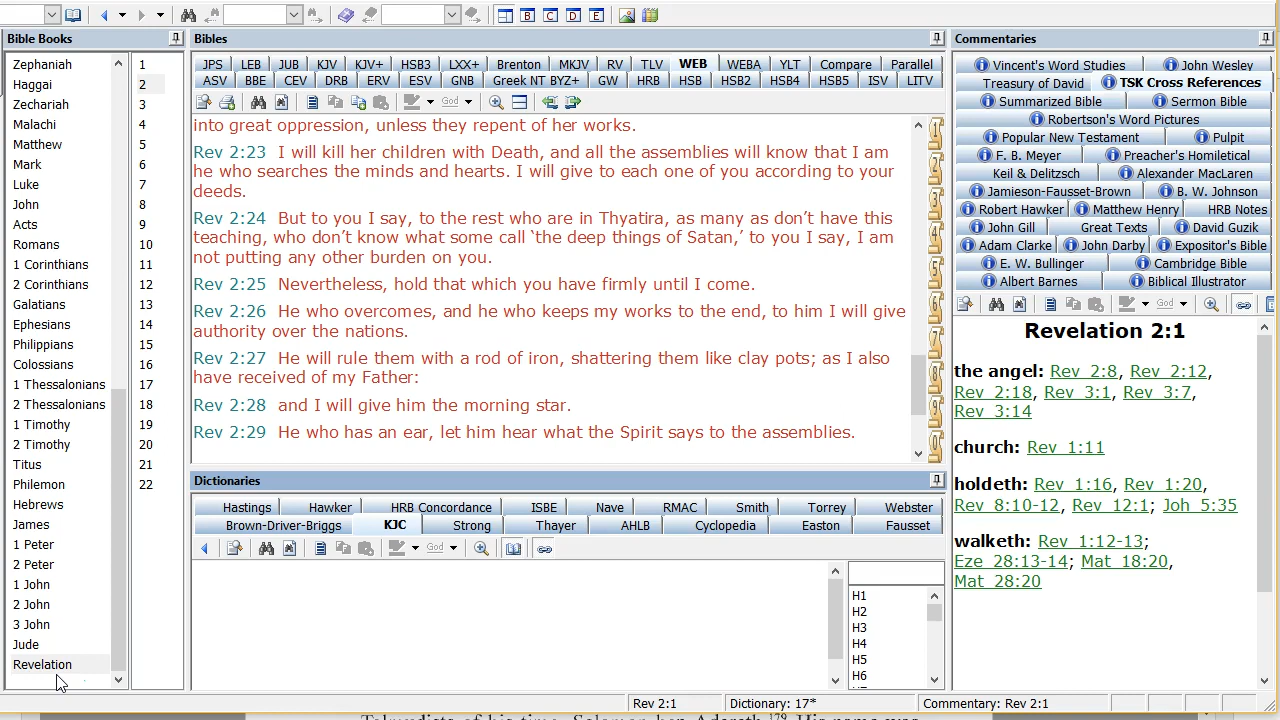 Bible Books
Zephaniah
Haggai
Zechariah
Malachi
Matthew
Mark
Luke
John
Acts
Romans
1 Corinthians
2 Corinthians
Galatians
Ephesians
Philippians
Colossians
1 Thessalonians
2 Thessalonians
1 Timothy
2 Timothy
Titus
Philemon
Hebrews
James
1 Peter
2 Peter
1 John
2 John
3 John
Jude
Revelation
1
2
3
4
5
6
7
8
9
10
11
12
13
14
15
16
17
18
19
20
21
22
B C D E
Bibles
JPS LEB JUB KJV KJV+ HSB3 LXX+ Brenton MKJV RV TLV WEB WEBA YLT Compare Parallel
ASV BBE CEV DRB ERV ESV GNB Greek NT BYZ+ GW HRB HSB HSB2 HSB4 HSB5 ISV LITV
God
into great oppression, unless they repent of her works.
Rev 2:23 I will kill her children with Death, and all the assemblies will know that I am
he who searches the minds and hearts. I will give to each one of you according to your
deeds.
Rev 2:24 But to you I say, to the rest who are in Thyatira, as many as don’t have this
teaching, who don’t know what some call ‘the deep things of Satan,’ to you I say, I am
not putting any other burden on you.
Rev 2:25 Nevertheless, hold that which you have firmly until I come.
Rev 2:26 He who overcomes, and he who keeps my works to the end, to him I will give
authority over the nations.
Rev 2:27 He will rule them with a rod of iron, shattering them like clay pots; as I also
have received of my Father:
Rev 2:28 and I will give him the morning star.
Rev 2:29 He who has an ear, let him hear what the Spirit says to the assemblies.
1
2
3
4
5
6
7
8
9
0
Dictionaries
Hastings Hawker HRB Concordance ISBE Nave RMAC Smith Torrey Webster
Brown-Driver-Briggs KJC Strong Thayer AHLB Cyclopedia Easton Fausset
God
H1
H2
H3
H4
H5
H6
Commentaries
Vincent's Word Studies John Wesley
Treasury of David TSK Cross References
Summarized Bible Sermon Bible
Robertson's Word Pictures
Popular New Testament Pulpit
F. B. Meyer Preacher's Homiletical
Keil & Delitzsch Alexander MacLaren
Jamieson-Fausset-Brown B. W. Johnson
Robert Hawker Matthew Henry HRB Notes
John Gill Great Texts David Guzik
Adam Clarke John Darby Expositor's Bible
E. W. Bullinger Cambridge Bible
Albert Barnes Biblical Illustrator
God
Revelation 2:1
the angel: Rev 2:8, Rev 2:12,
Rev 2:18, Rev 3:1, Rev 3:7,
Rev 3:14
church: Rev 1:11
holdeth: Rev 1:16, Rev 1:20,
Rev 8:10-12, Rev 12:1; Joh 5:35
walketh: Rev 1:12-13;
Eze 28:13-14; Mat 18:20,
Mat 28:20
Rev 2:1 Dictionary: 17* Commentary: Rev 2:1